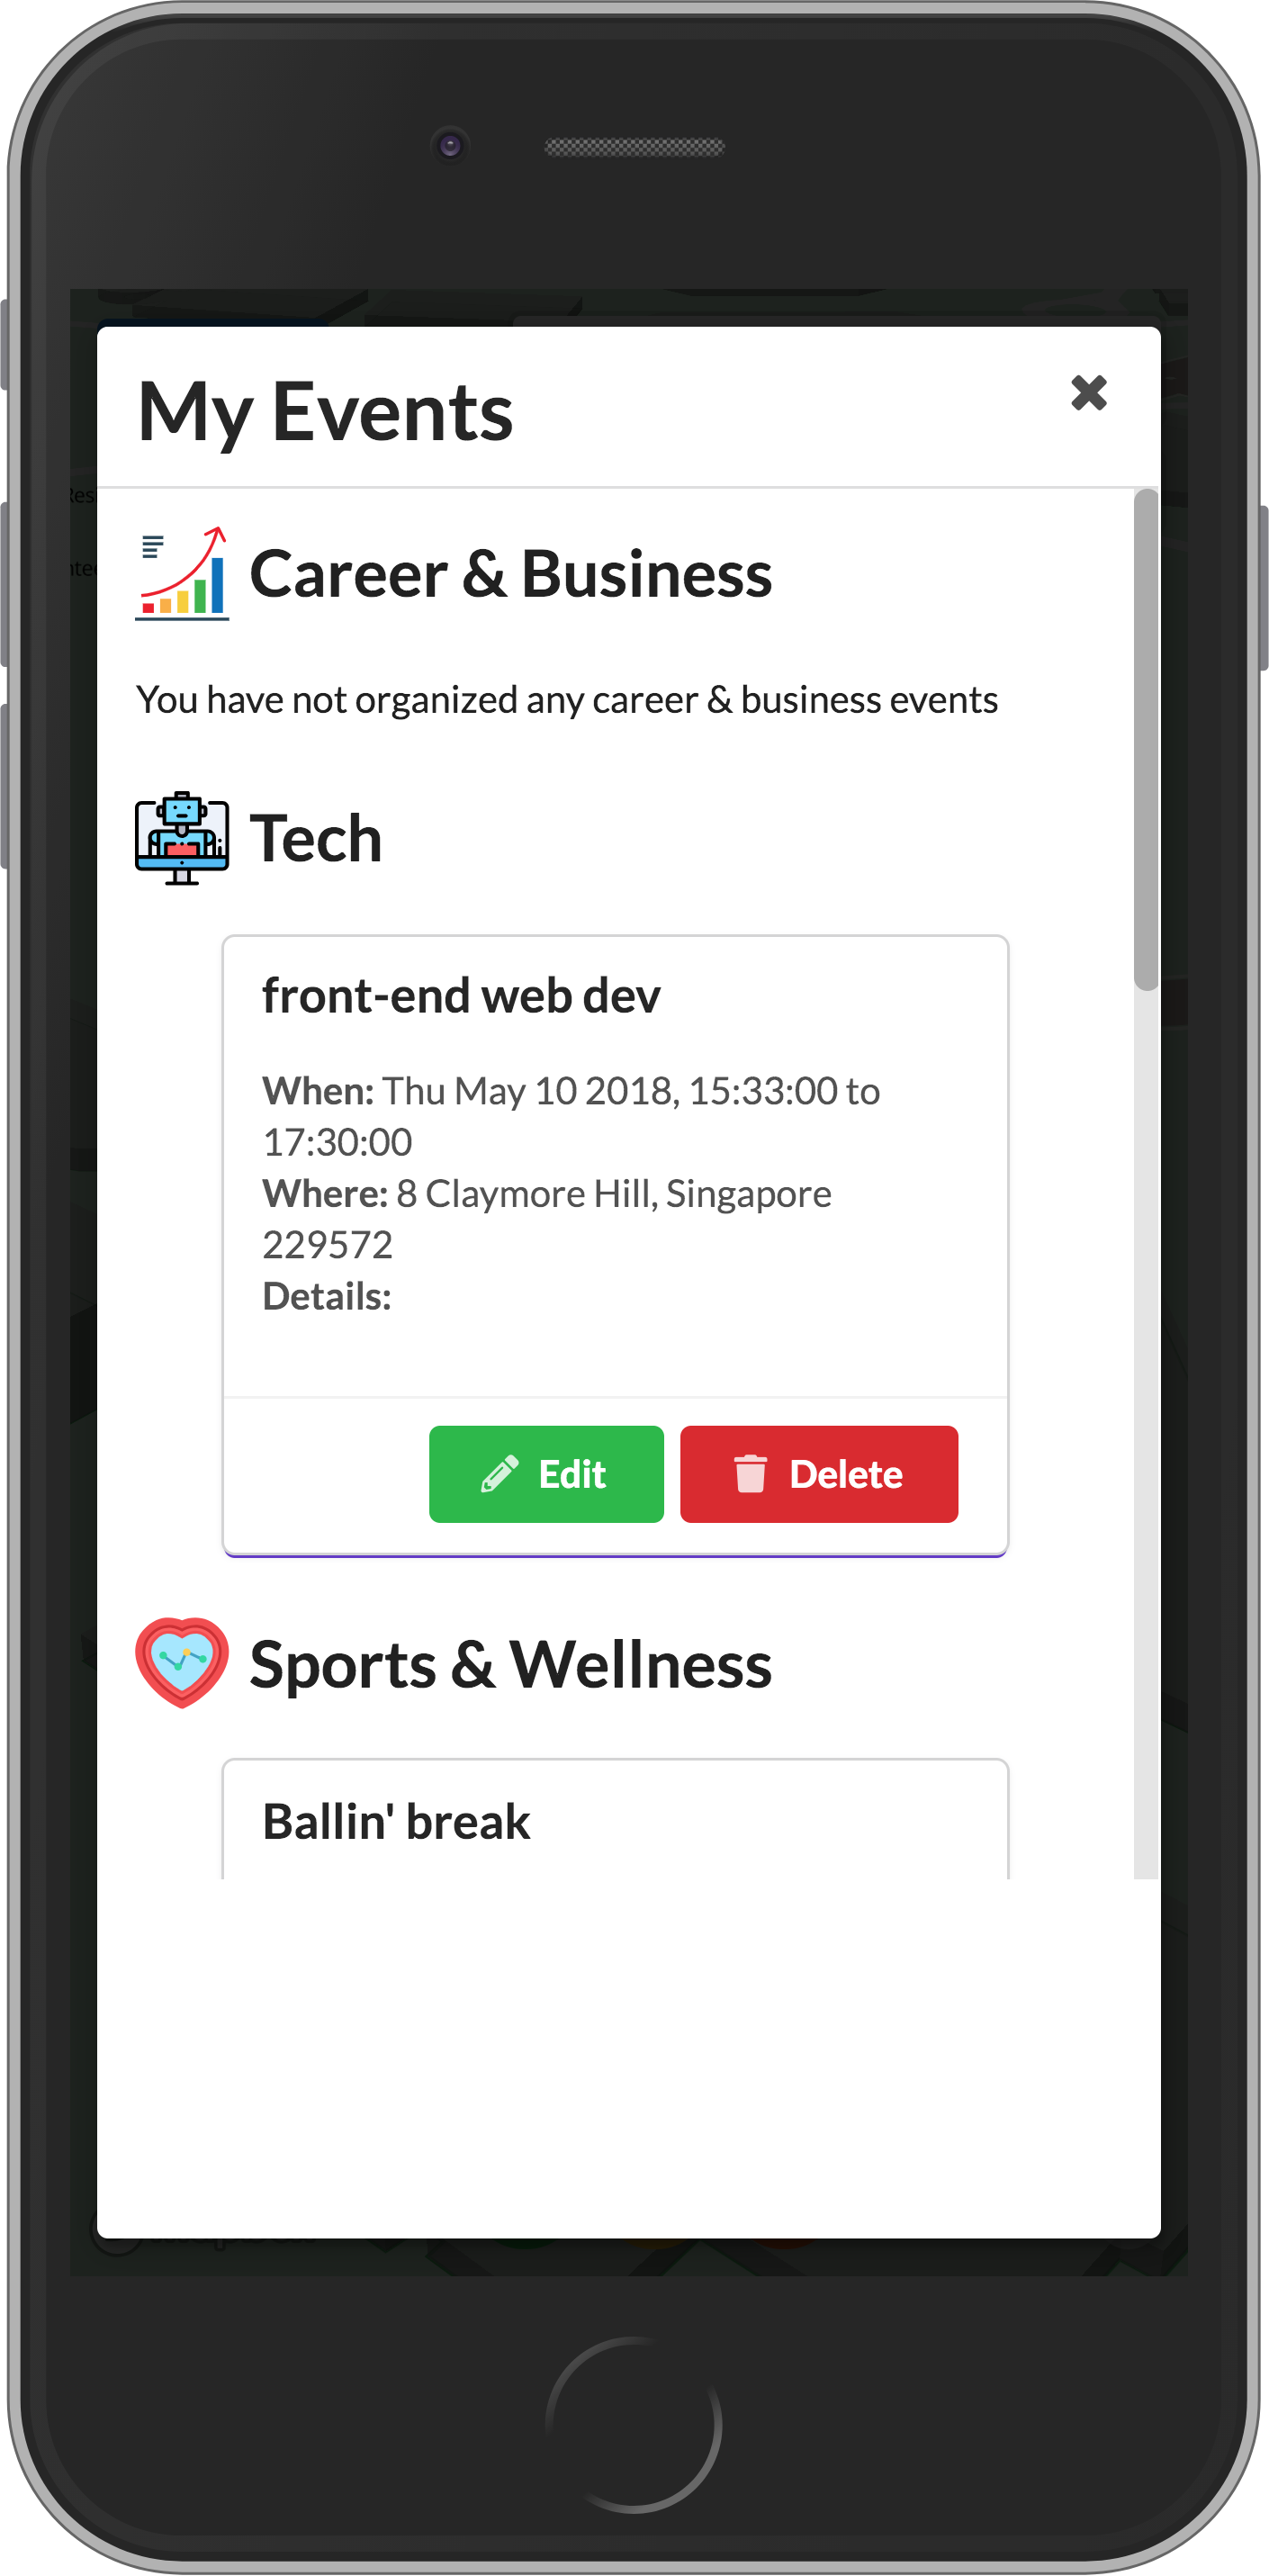 My Events
Career & Business
You have not organized any career & business events
Tech
front-end web dev
When: Thu May 10 2018, 15:33:00 to
17:30:00
Where: 8 Claymore Hill, Singapore
229572
Details:
Edit
Delete
Sports & Wellness
Ballin' break